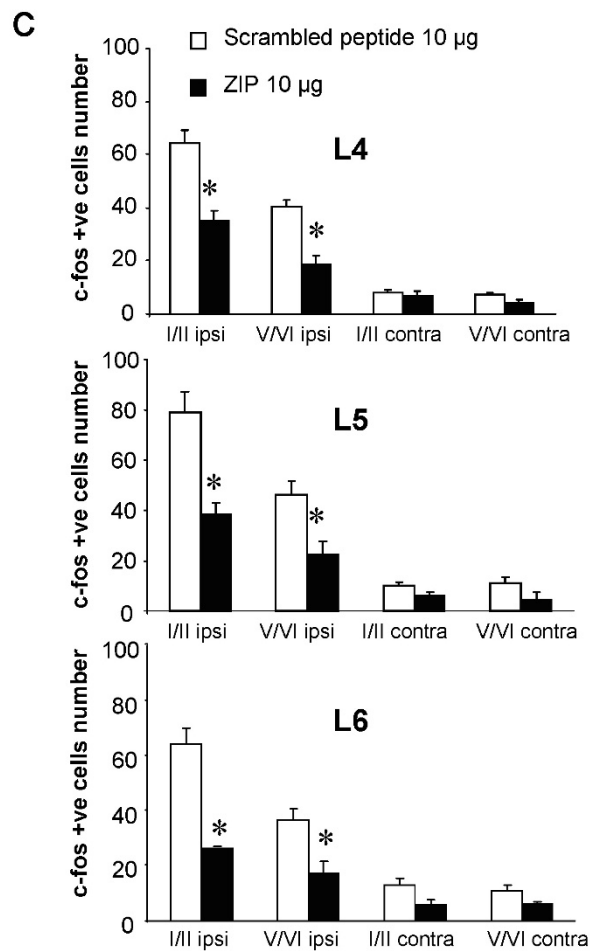 C
Scrambled peptide 10 µg
ZIP 10 µg
c-fos +ve cells number
100
80
60
40
20
0
L4
*
*
I/II ipsi V/VI ipsi I/II contra V/VI contra
c-fos +ve cells number
100
80
60
40
20
0
L5
*
*
I/II ipsi V/VI ipsi I/II contra V/VI contra
c-fos +ve cells number
100
80
60
40
20
0
L6
*
*
I/II ipsi V/VI ipsi I/II contra V/VI contra